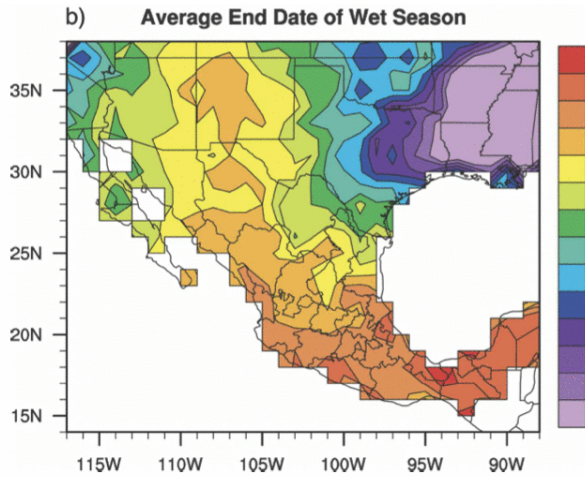 b) Average End Date of Wet Season
35N
30N
25N
20N
15N
115W 110W 105W 100W 95W 90W